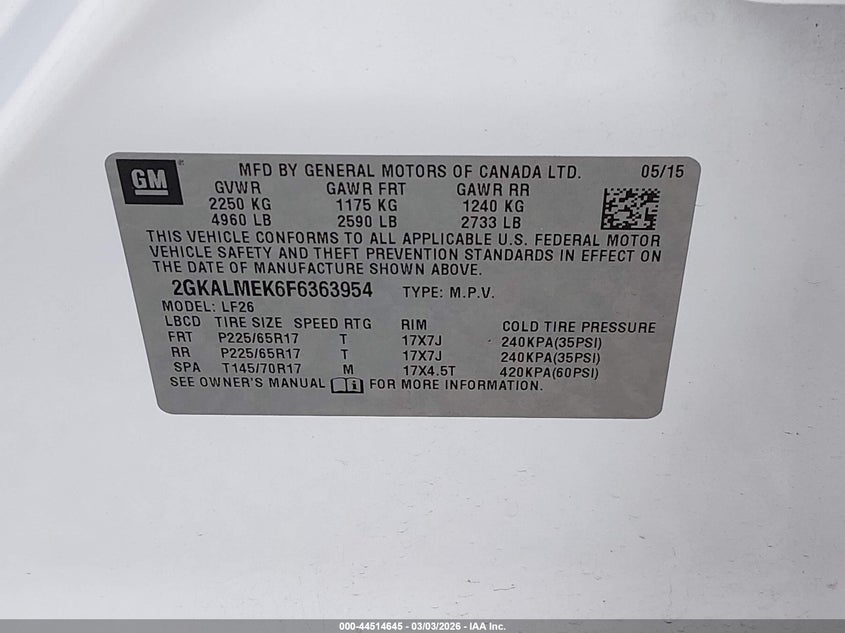 GM ®
MFD BY GENERAL MOTORS OF CANADA LTD. 05/15
GVWR GAWR FRT GAWR RR
2250 KG 1175 KG 1240 KG
4960 LB 2590 LB 2733 LB
THIS VEHICLE CONFORMS TO ALL APPLICABLE U.S. FEDERAL MOTOR
VEHICLE SAFETY AND THEFT PREVENTION STANDARDS IN EFFECT ON
THE DATE OF MANUFACTURE SHOWN ABOVE.
2GKALMEK6F6363954 TYPE: M.P.V.
MODEL: LF26
LBCD TIRE SIZE SPEED RTG RIM COLD TIRE PRESSURE
FRT P225/65R17 T 17X7J 240KPA(35PSI)
RR P225/65R17 T 17X7J 240KPA(35PSI)
SPA T145/70R17 M 17X4.5T 420KPA(60PSI)
SEE OWNER'S MANUAL FOR MORE INFORMATION.
000-44514645 - 03/03/2026 - IAA Inc.